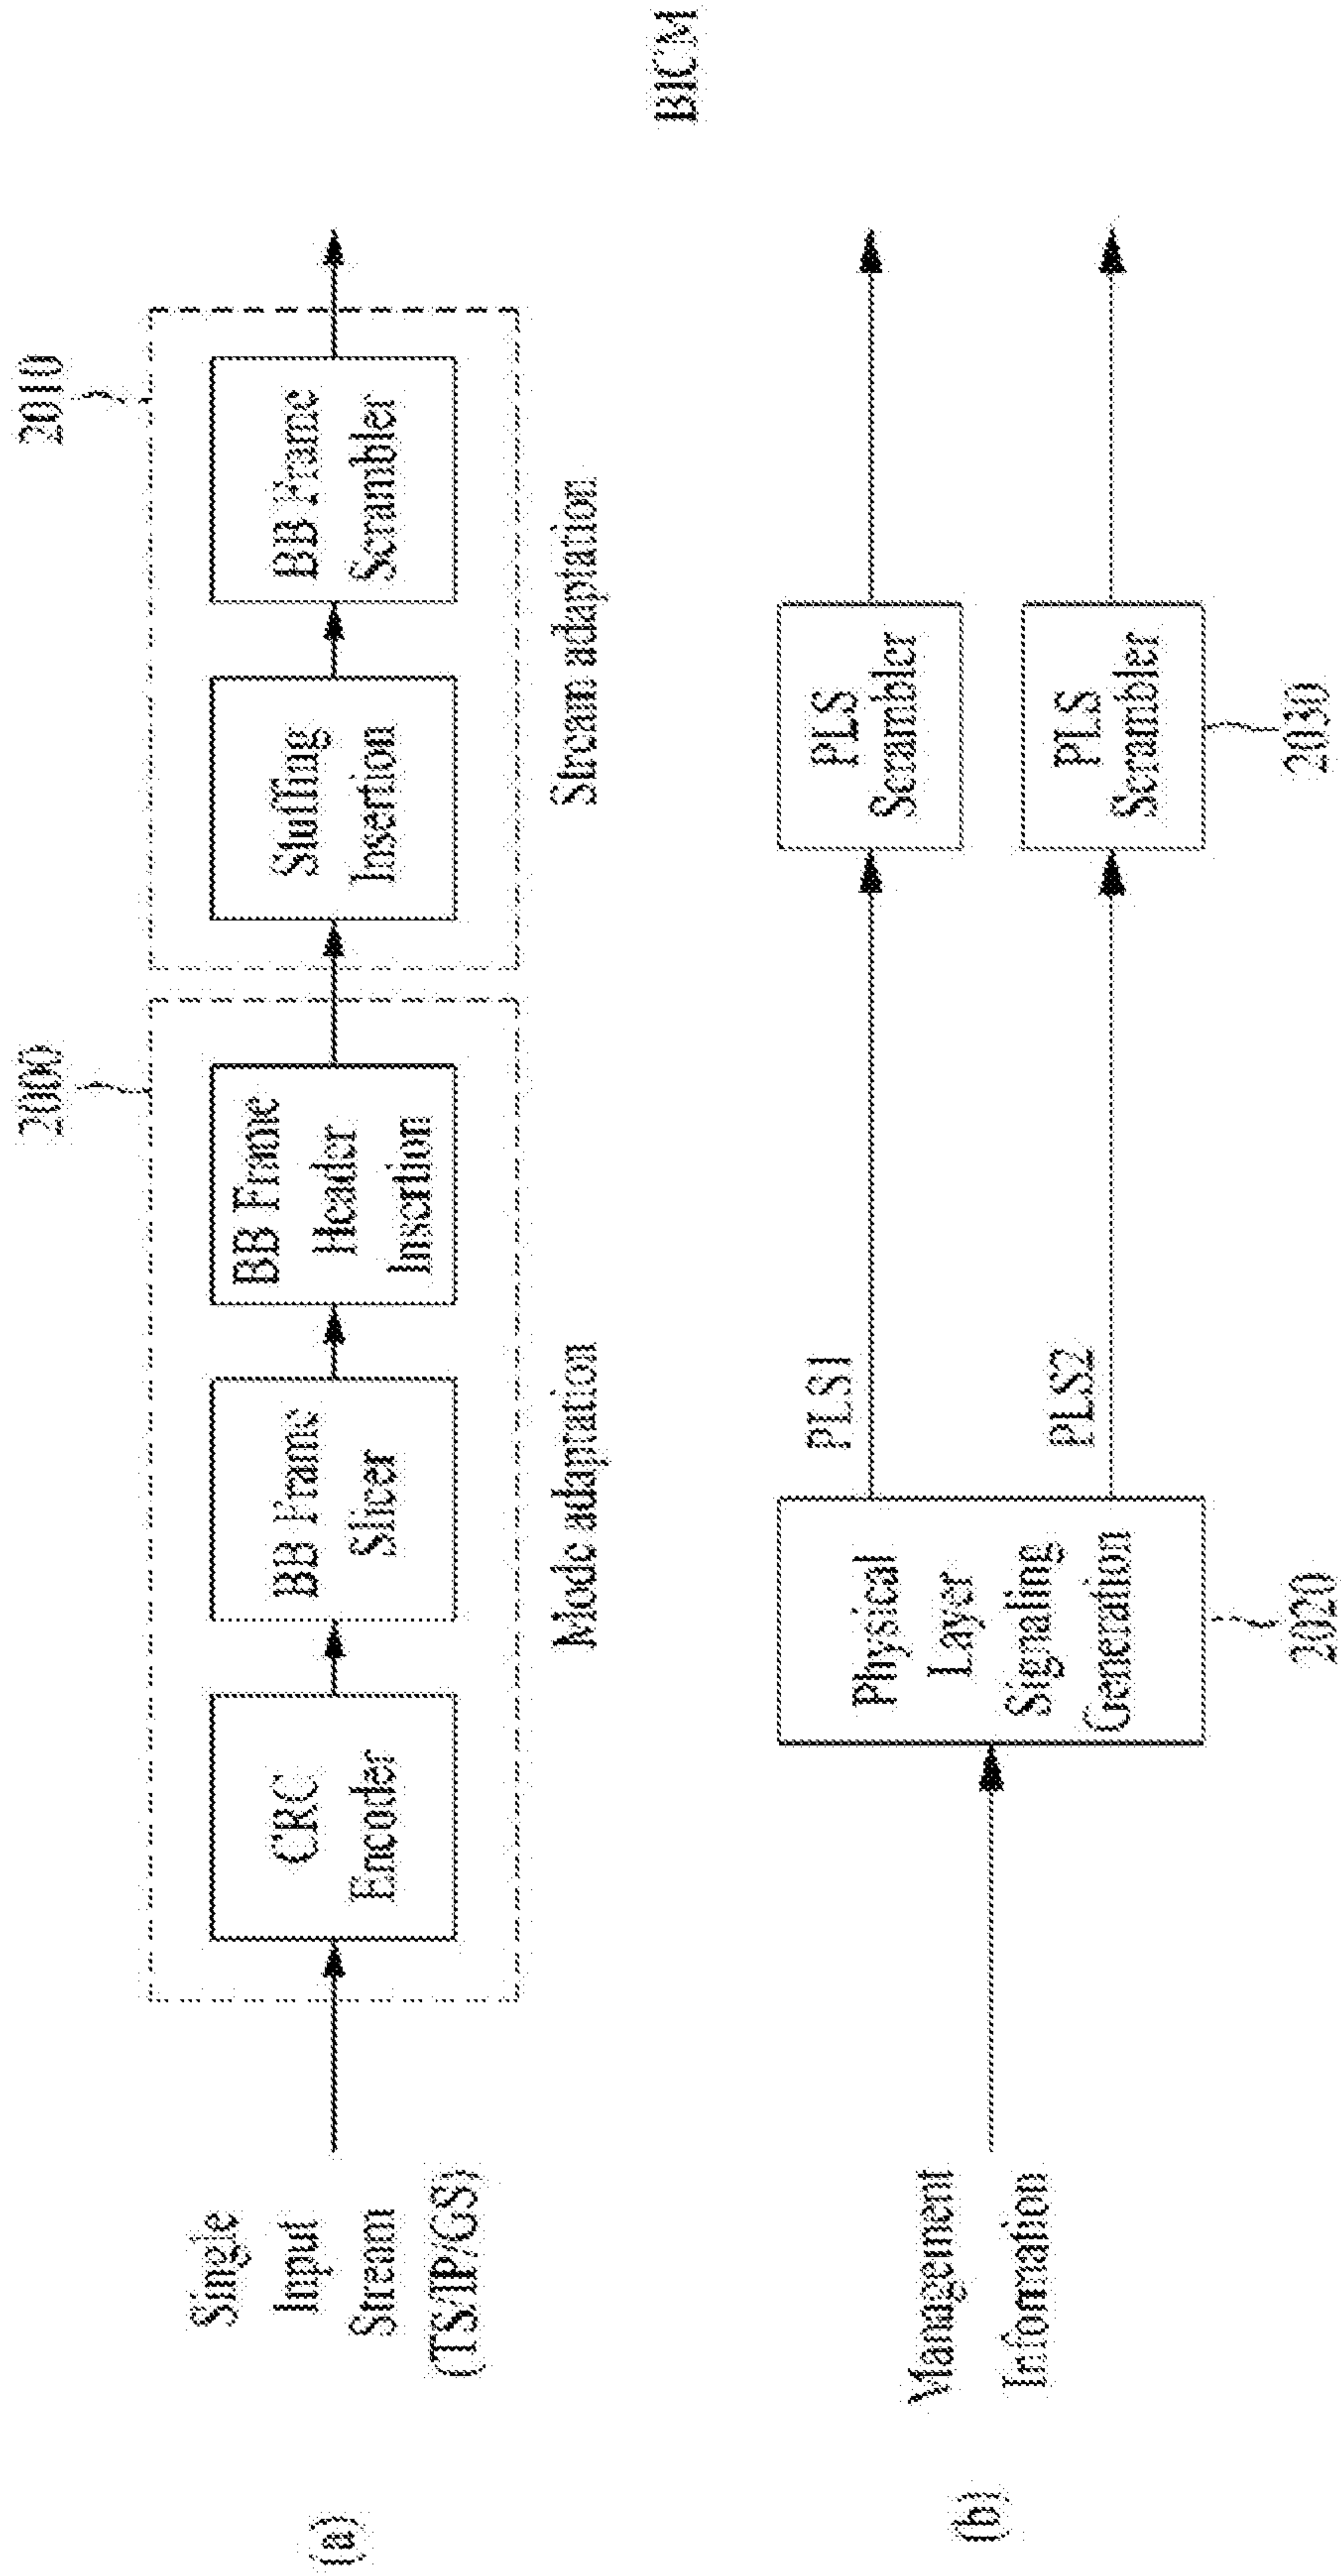 (a)
Single
Input
Stream
(TS/IP/GS)
2000
CRC
Encoder
BB Frame
Slicer
BB Frame
Header
Insertion
Mode adaptation
2010
Stuffing
Insertion
BB Frame
Scrambler
Stream adaptation
BICM
(b)
Management
Information
Physical
Layer
Signaling
Generation
2020
PLS1
PLS2
PLS
Scrambler
PLS
Scrambler
2030